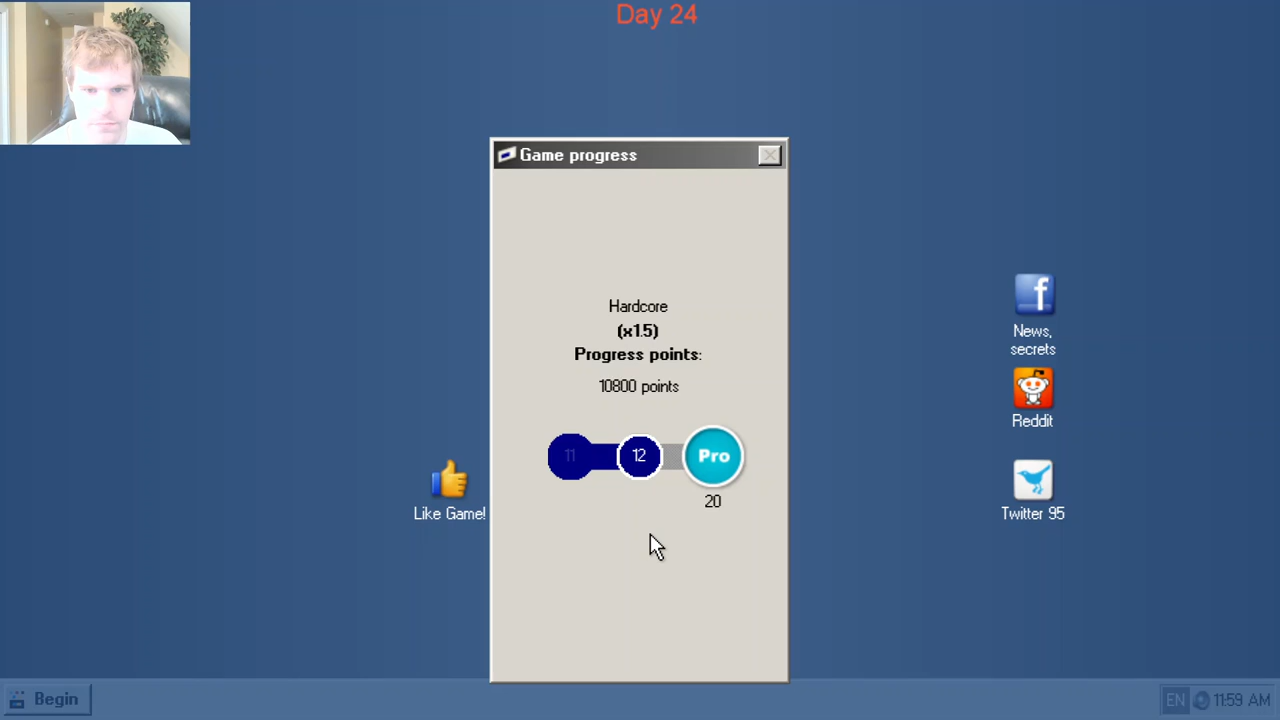 Day 24
Game progress
Hardcore
(x1.5)
Progress points:
10800 points
11
12
Pro
20
Like Game!
News,
secrets
Reddit
Twitter 95
Begin
EN
11:59 AM